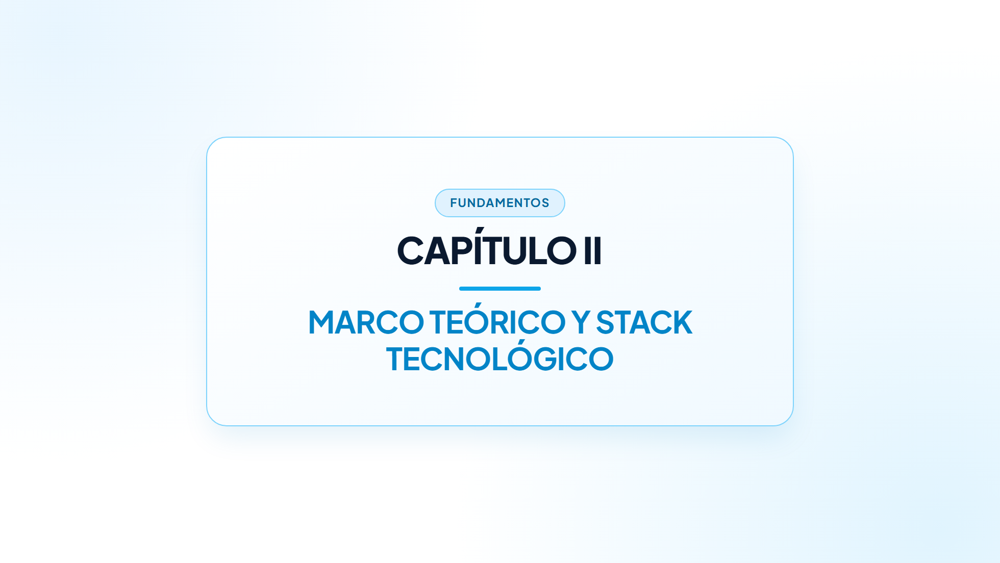 FUNDAMENTOS
CAPÍTULO II
MARCO TEÓRICO Y STACK
TECNOLÓGICO